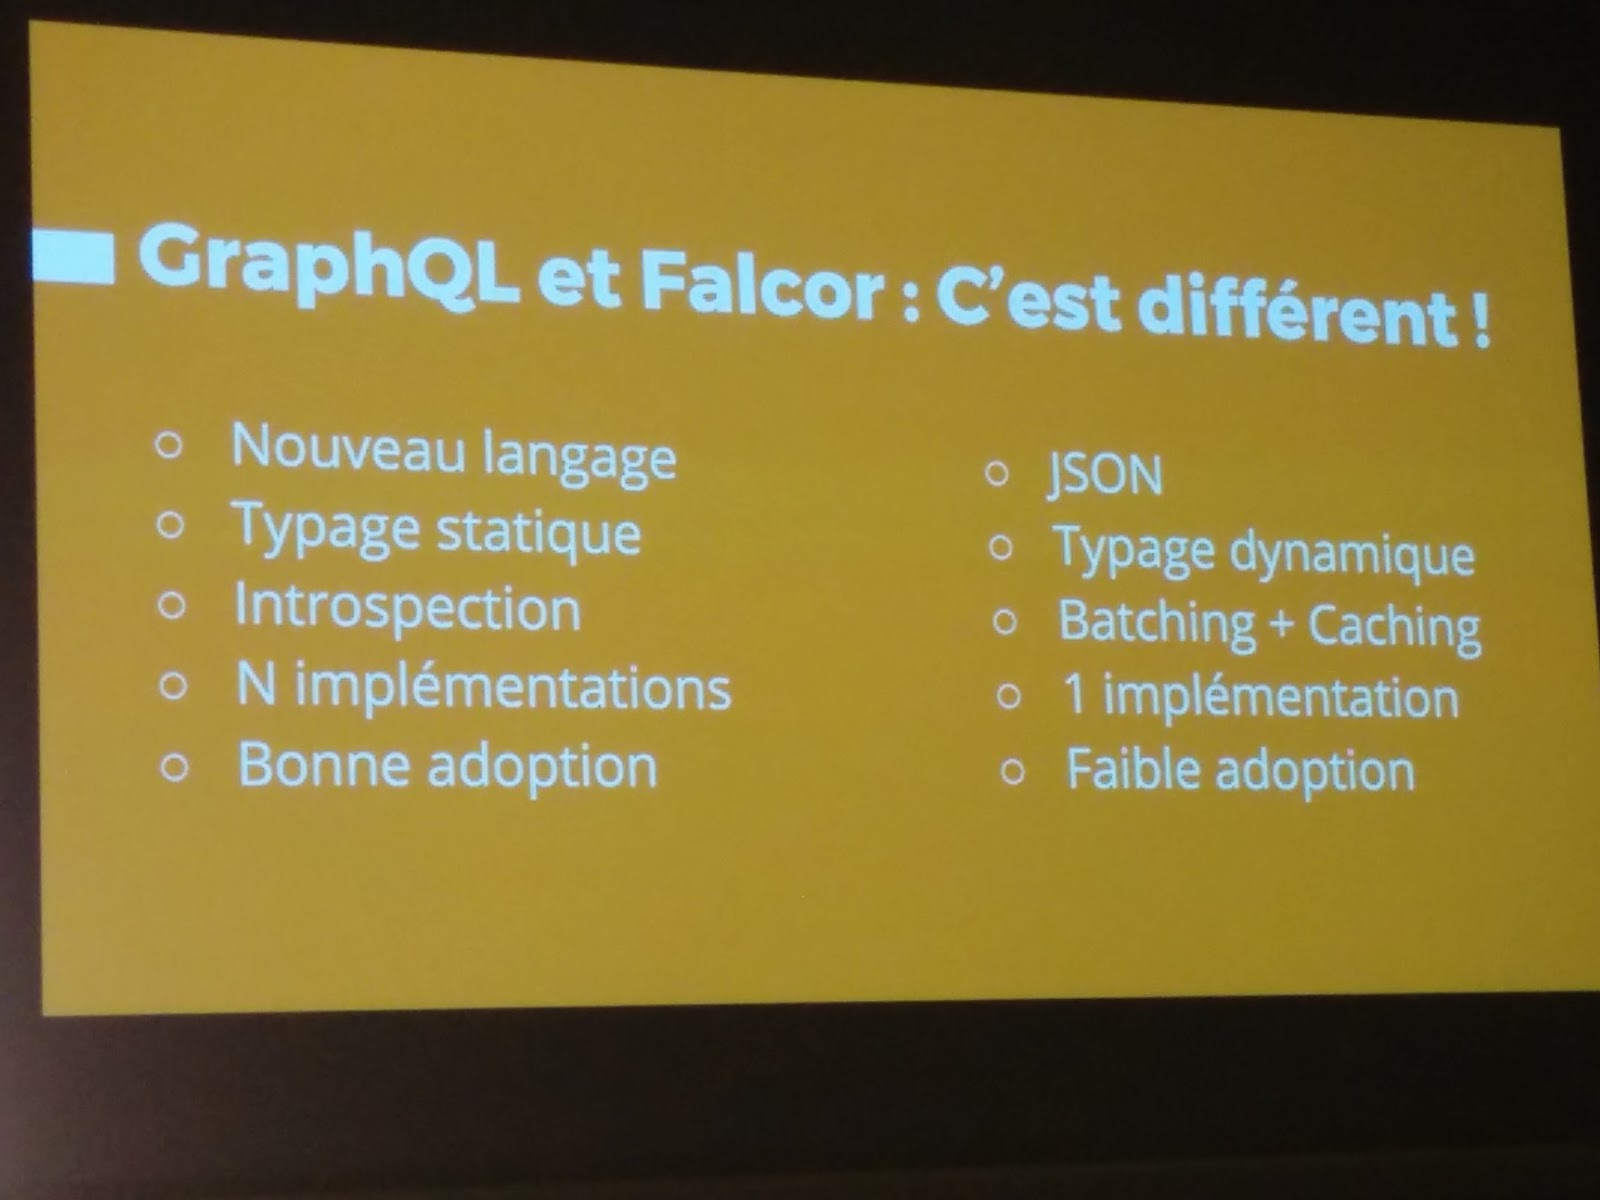 GraphQL et Falcor : C'est différent !
Nouveau langage
Typage statique
Introspection
N implémentations
Bonne adoption
JSON
Typage dynamique
Batching + Caching
1 implémentation
Faible adoption